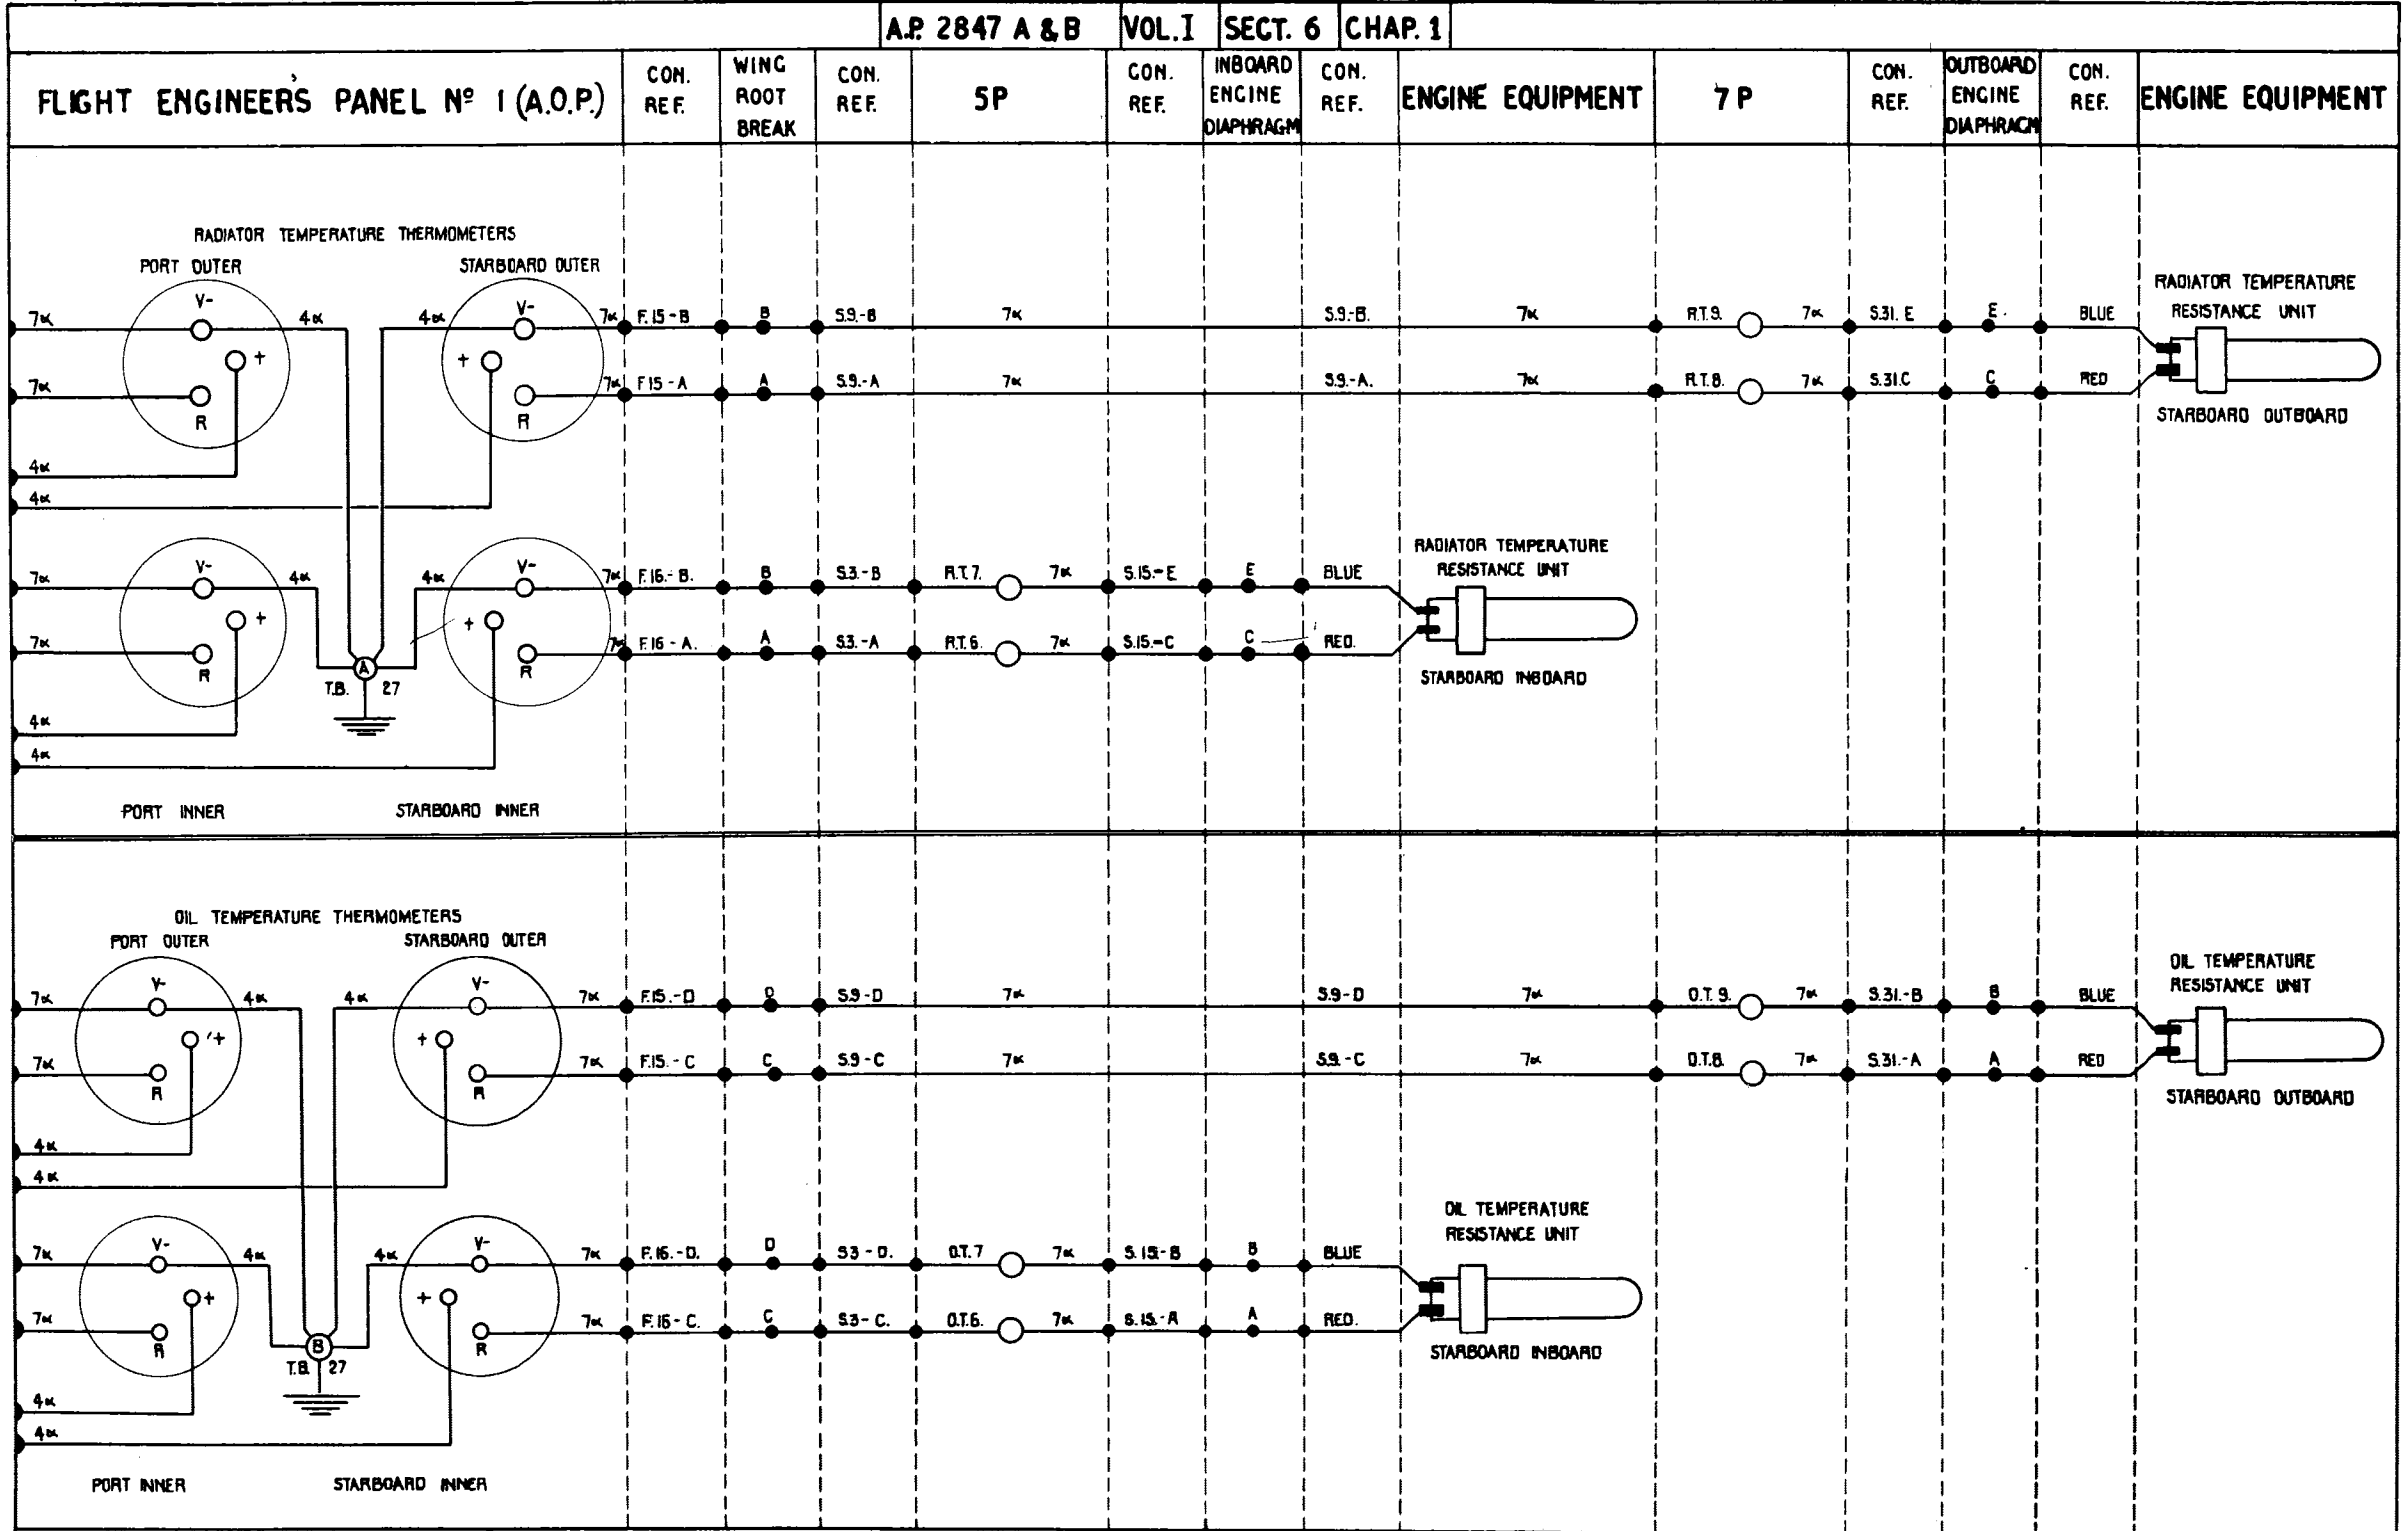 A.P. 2847 A & B VOL.I SECT. 6 CHAP. 1
FLIGHT ENGINEER'S PANEL Nº 1 (A.O.P.)
CON. REF.
WING ROOT BREAK
CON. REF.
5P
CON. REF.
INBOARD ENGINE DIAPHRAGM
CON. REF.
ENGINE EQUIPMENT
7P
CON. REF.
OUTBOARD ENGINE DIAPHRAGM
CON. REF.
ENGINE EQUIPMENT
RADIATOR TEMPERATURE THERMOMETERS
PORT OUTER STARBOARD OUTER
RADIATOR TEMPERATURE
RESISTANCE UNIT
7α V- 4α 4α V- 7α F.15-B B S.9.-B 7α S.9.-B. 7α R.T.9. 7α S.31.E E. BLUE
+ +
7α R R 7α F.15-A A S.9.-A 7α S.9.-A. 7α R.T.8. 7α S.31.C C RED
STARBOARD OUTBOARD
4α
4α
RADIATOR TEMPERATURE
RESISTANCE UNIT
7α V- 4α 4α V- 7α F.16.-B. B S.3.-B R.T.7. 7α S.15.-E E BLUE
+ +
7α R R 7α F.16-A. A S.3.-A R.T.6. 7α S.15.-C C RED.
A
T.B. 27
STARBOARD INBOARD
4α
4α
PORT INNER STARBOARD INNER
OIL TEMPERATURE THERMOMETERS
PORT OUTER STARBOARD OUTER
OIL TEMPERATURE
RESISTANCE UNIT
7α V- 4α 4α V- 7α F.15.-D D S.9-D 7α S.9-D 7α O.T.9. 7α S.31.-B B BLUE
+ +
7α R R 7α F.15.-C C S.9-C 7α S.9.-C 7α O.T.8. 7α S.31.-A A RED
STARBOARD OUTBOARD
4α
4α
OIL TEMPERATURE
RESISTANCE UNIT
7α V- 4α 4α V- 7α F.16.-D. D S.3-D. O.T.7 7α S.15.-B B BLUE
+ +
7α R R 7α F.16-C. C S.3-C. O.T.6. 7α S.15.-A A RED.
B
T.B. 27
STARBOARD INBOARD
4α
4α
PORT INNER STARBOARD INNER